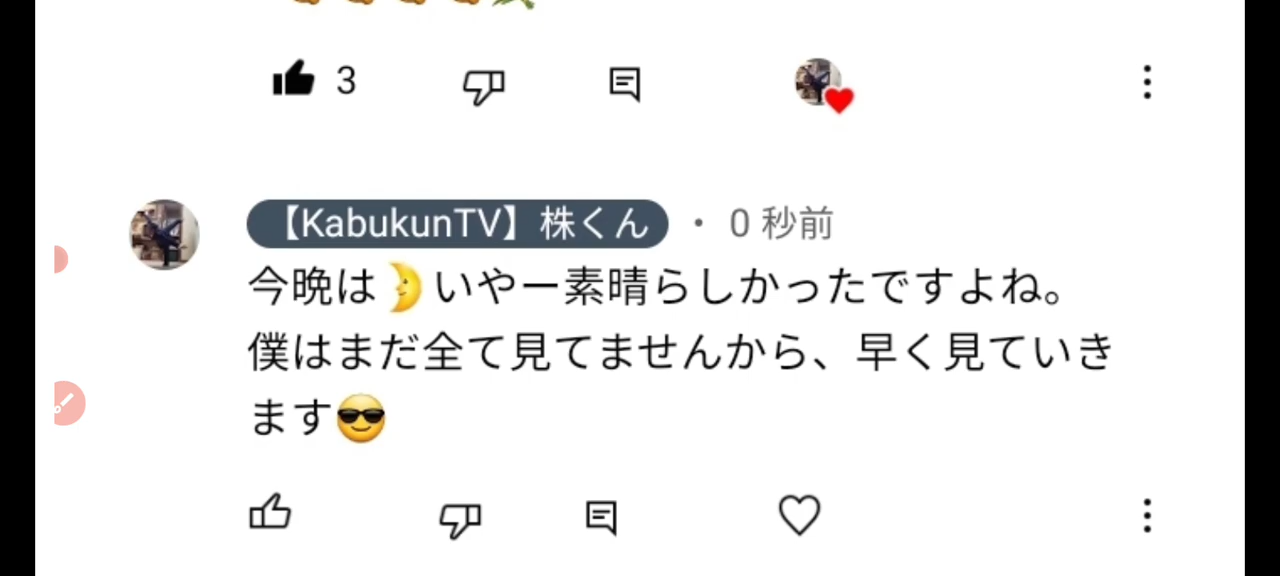 3
【KabukunTV】株くん ・ 0 秒前
今晩は🌛いやー素晴らしかったですよね。
僕はまだ全て見てませんから、早く見ていき
ます😎